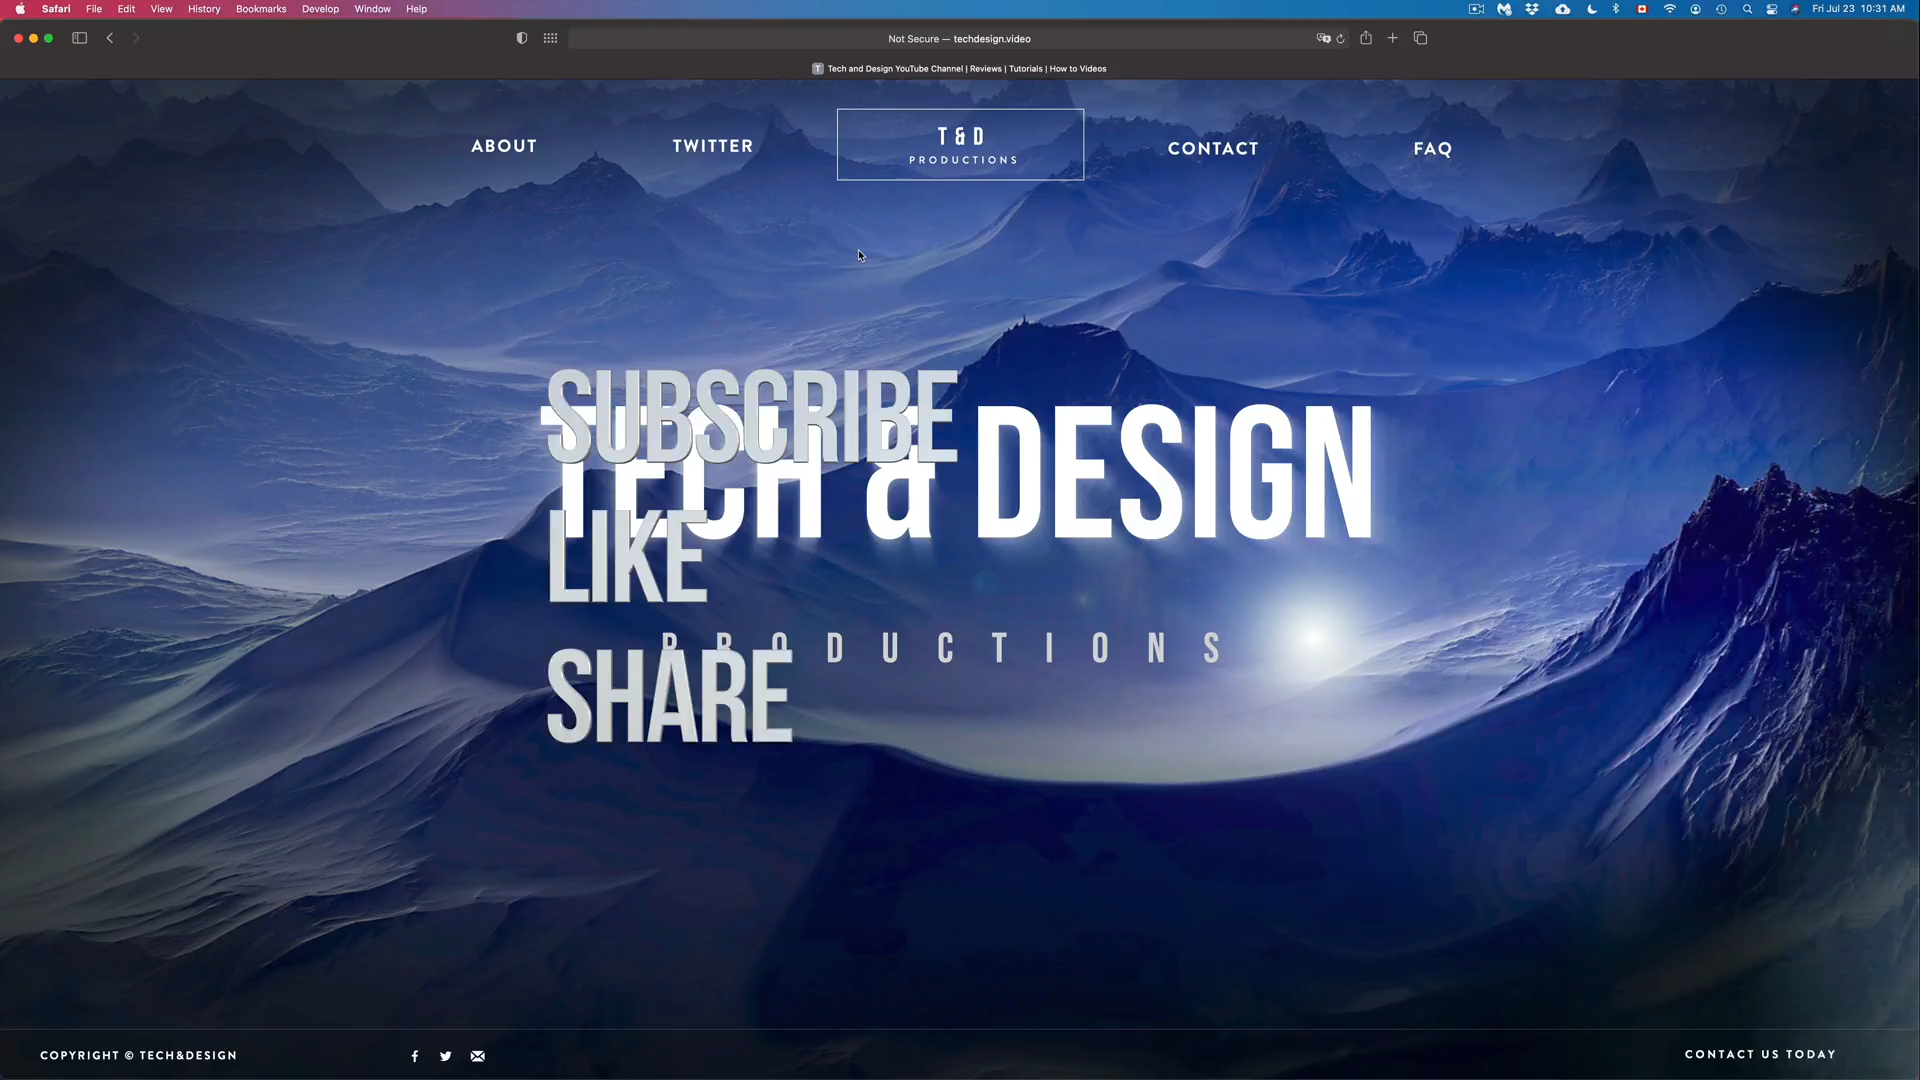 Safari File Edit View History Bookmarks Develop Window Help
Fri Jul 23 10:31 AM
Not Secure — techdesign.video
T Tech and Design YouTube Channel | Reviews | Tutorials | How to Videos
ABOUT
TWITTER
T & D
PRODUCTIONS
CONTACT
FAQ
SUBSCRIBE
TECH & DESIGN
LIKE
PRODUCTIONS
SHARE
COPYRIGHT © TECH&DESIGN
CONTACT US TODAY